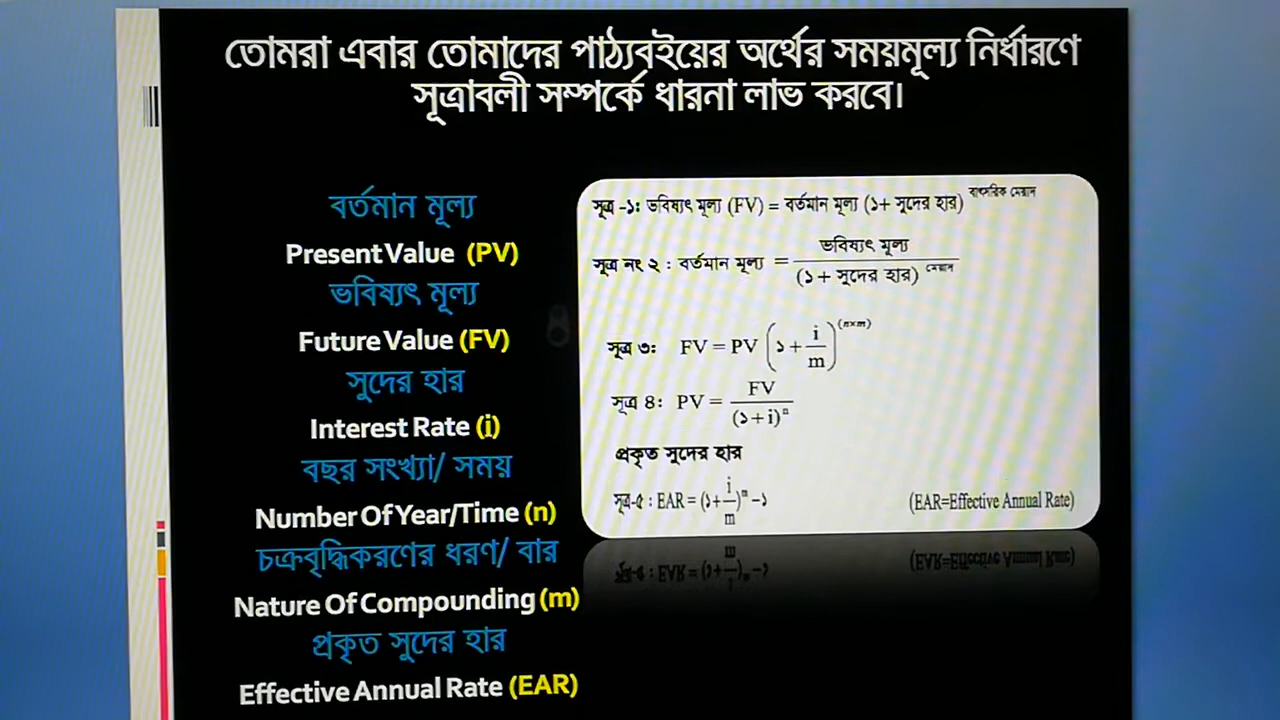 তোমরা এবার তোমাদের পাঠ্যবইয়ের অর্থের সময়মূল্য নির্ধারণে
সূত্রাবলী সম্পর্কে ধারনা লাভ করবে।
বর্তমান মূল্য
Present Value (PV)
ভবিষ্যৎ মূল্য
Future Value (FV)
সুদের হার
Interest Rate (i)
বছর সংখ্যা/ সময়
Number Of Year/Time (n)
চক্রবৃদ্ধিকরণের ধরণ/ বার
Nature Of Compounding (m)
প্রকৃত সুদের হার
Effective Annual Rate (EAR)
সূত্র -১: ভবিষ্যৎ মূল্য (FV) = বর্তমান মূল্য (১+ সুদের হার) বাৎসরিক মেয়াদ
সূত্র নং ২ : বর্তমান মূল্য = ভবিষ্যৎ মূল্য / (১ + সুদের হার) মেয়াদ
সূত্র ৩: FV = PV (১ + i/m)^(n×m)
সূত্র 8: PV = FV / (১+i)^n
প্রকৃত সুদের হার
সূত্র-৫ : EAR = (১+ i/m)^m -১ (EAR=Effective Annual Rate)